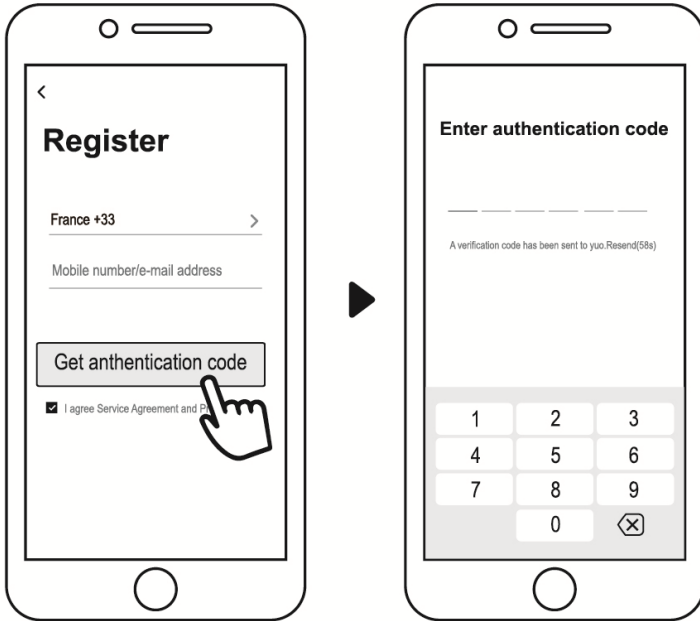 Register
France +33
Mobile number/e-mail address
Get anthentication code
I agree Service Agreement and
Enter authentication code
A verification code has been sent to yuo.Resend(58s)
1 2 3
4 5 6
7 8 9
0